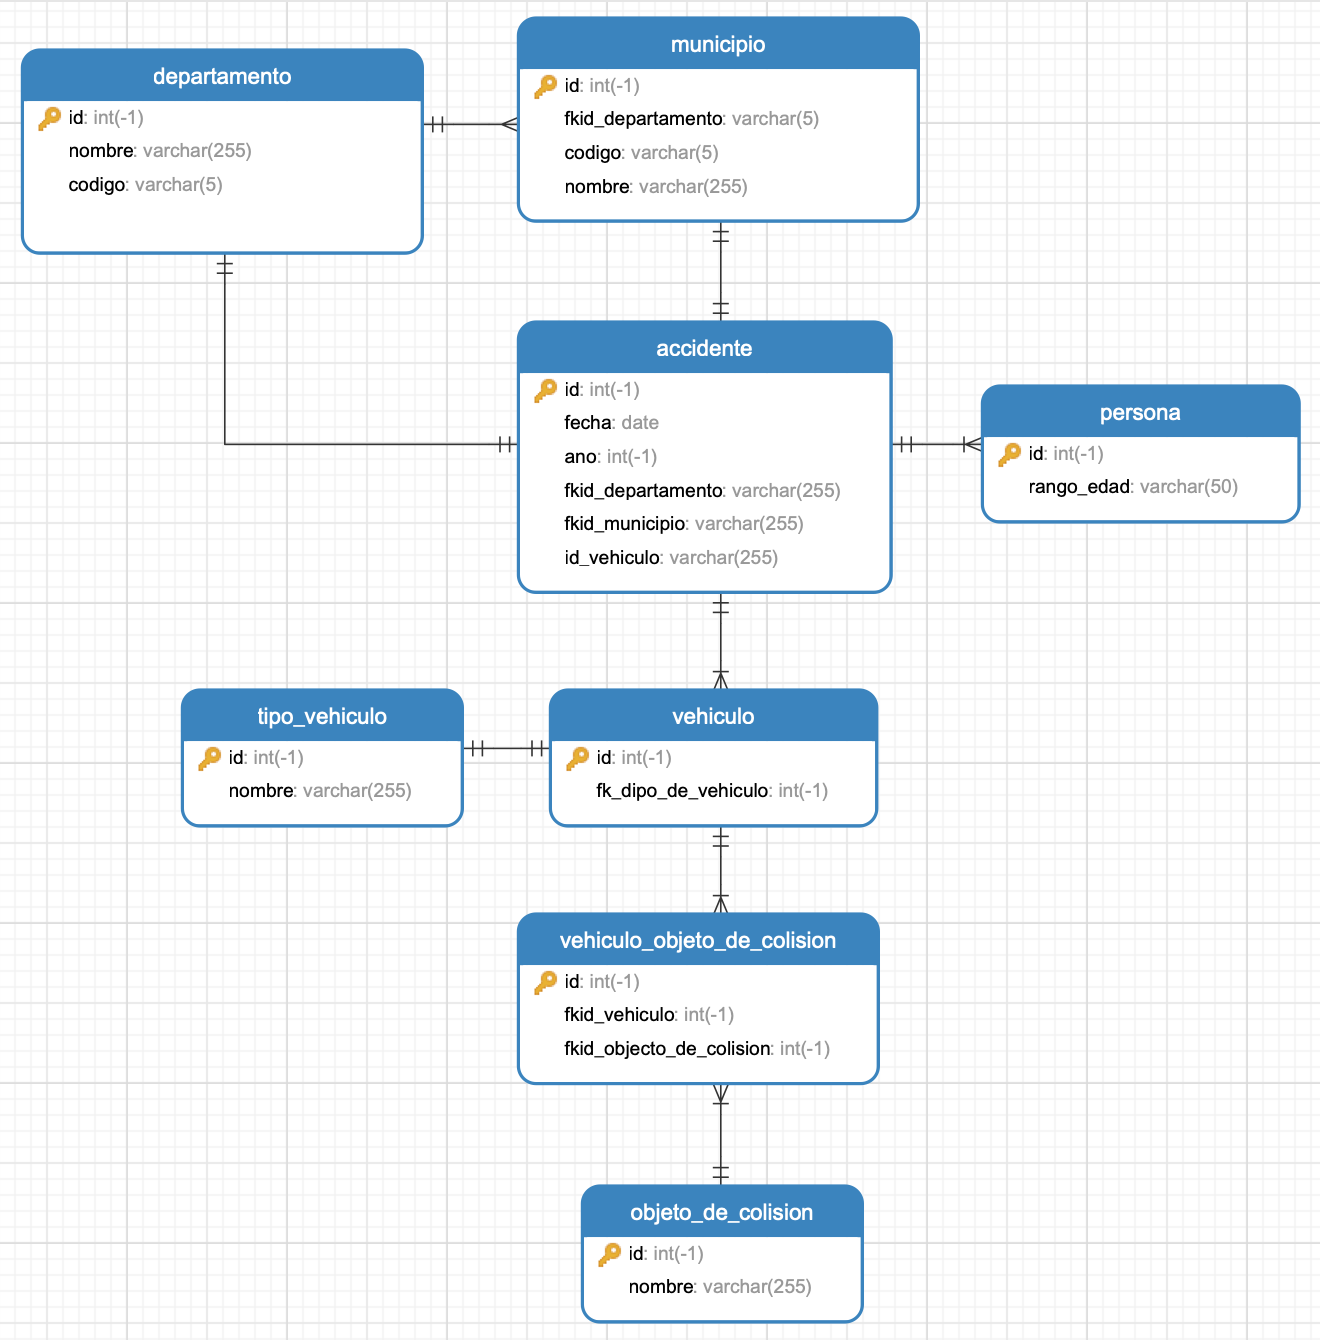 departamento
id: int(-1)
nombre: varchar(255)
codigo: varchar(5)
municipio
id: int(-1)
fkid_departamento: varchar(5)
codigo: varchar(5)
nombre: varchar(255)
accidente
id: int(-1)
fecha: date
ano: int(-1)
fkid_departamento: varchar(255)
fkid_municipio: varchar(255)
id_vehiculo: varchar(255)
persona
id: int(-1)
rango_edad: varchar(50)
tipo_vehiculo
id: int(-1)
nombre: varchar(255)
vehiculo
id: int(-1)
fk_dipo_de_vehiculo: int(-1)
vehiculo_objeto_de_colision
id: int(-1)
fkid_vehiculo: int(-1)
fkid_objecto_de_colision: int(-1)
objeto_de_colision
id: int(-1)
nombre: varchar(255)